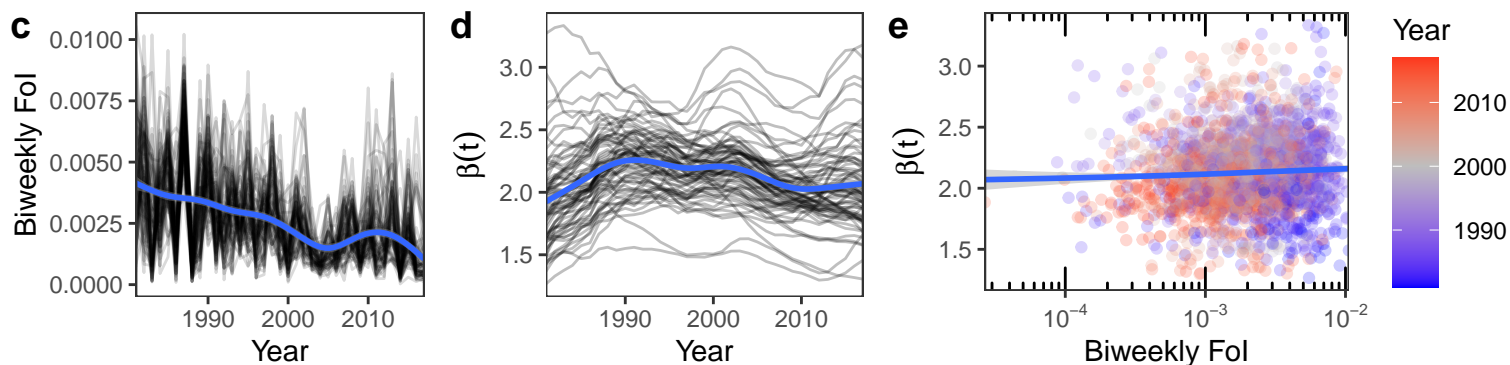 c
Biweekly FoI
0.0100
0.0075
0.0050
0.0025
0.0000
1990 2000 2010
Year
d
β(t)
3.0
2.5
2.0
1.5
1990 2000 2010
Year
e
β(t)
3.0
2.5
2.0
1.5
10⁻⁴ 10⁻³ 10⁻²
Biweekly FoI
Year
2010
2000
1990